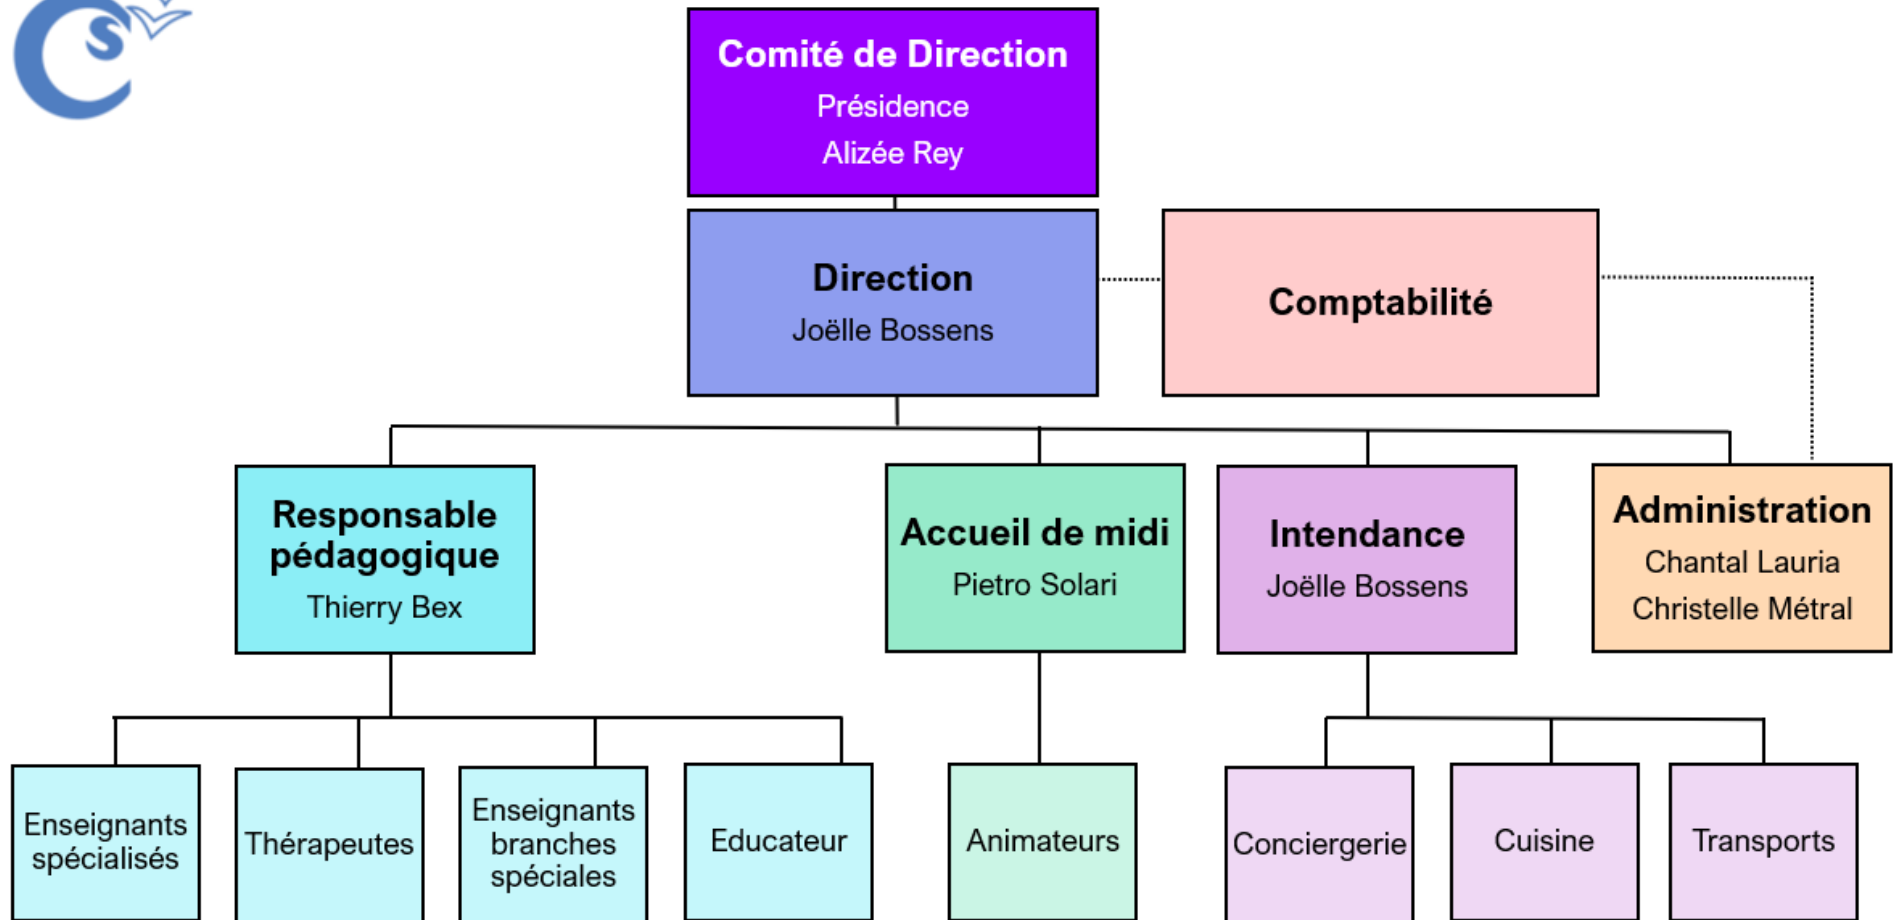 CS
Comité de Direction
Présidence
Alizée Rey
Direction
Joëlle Bossens
Comptabilité
Responsable
pédagogique
Thierry Bex
Accueil de midi
Pietro Solari
Intendance
Joëlle Bossens
Administration
Chantal Lauria
Christelle Métral
Enseignants
spécialisés
Thérapeutes
Enseignants
branches
spéciales
Educateur
Animateurs
Conciergerie
Cuisine
Transports